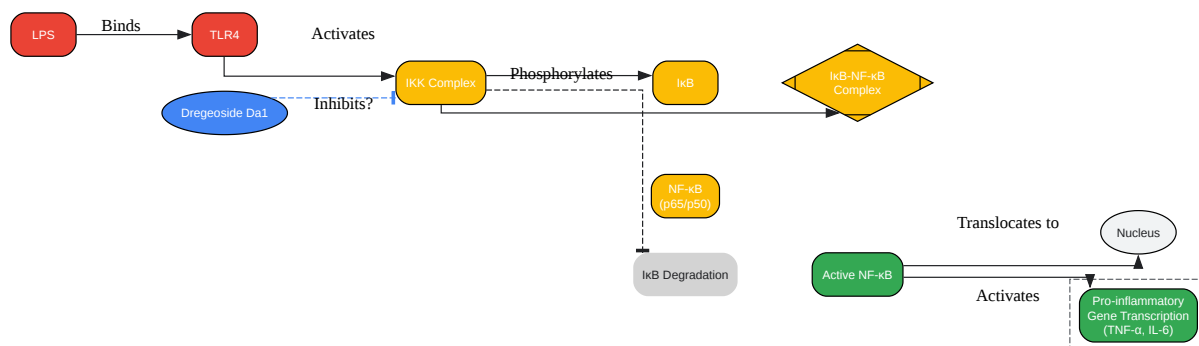 LPS
Binds
TLR4
Activates
IKK Complex
Phosphorylates
IκB
IκB-NF-κB
Complex
Dregeoside Da1
Inhibits?
NF-κB
(p65/p50)
Translocates to
Nucleus
IκB Degradation
Active NF-κB
Activates
Pro-inflammatory
Gene Transcription
(TNF-α, IL-6)